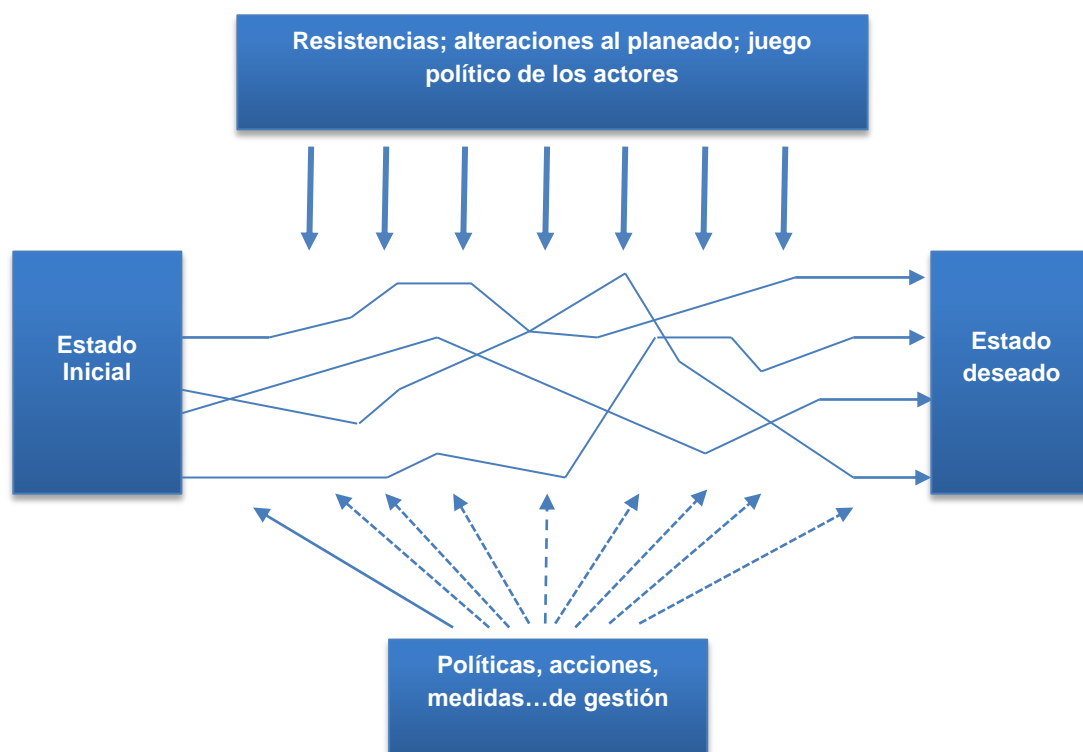 Resistencias; alteraciones al planeado; juego
político de los actores
Estado
Inicial
Estado
deseado
Políticas, acciones,
medidas…de gestión